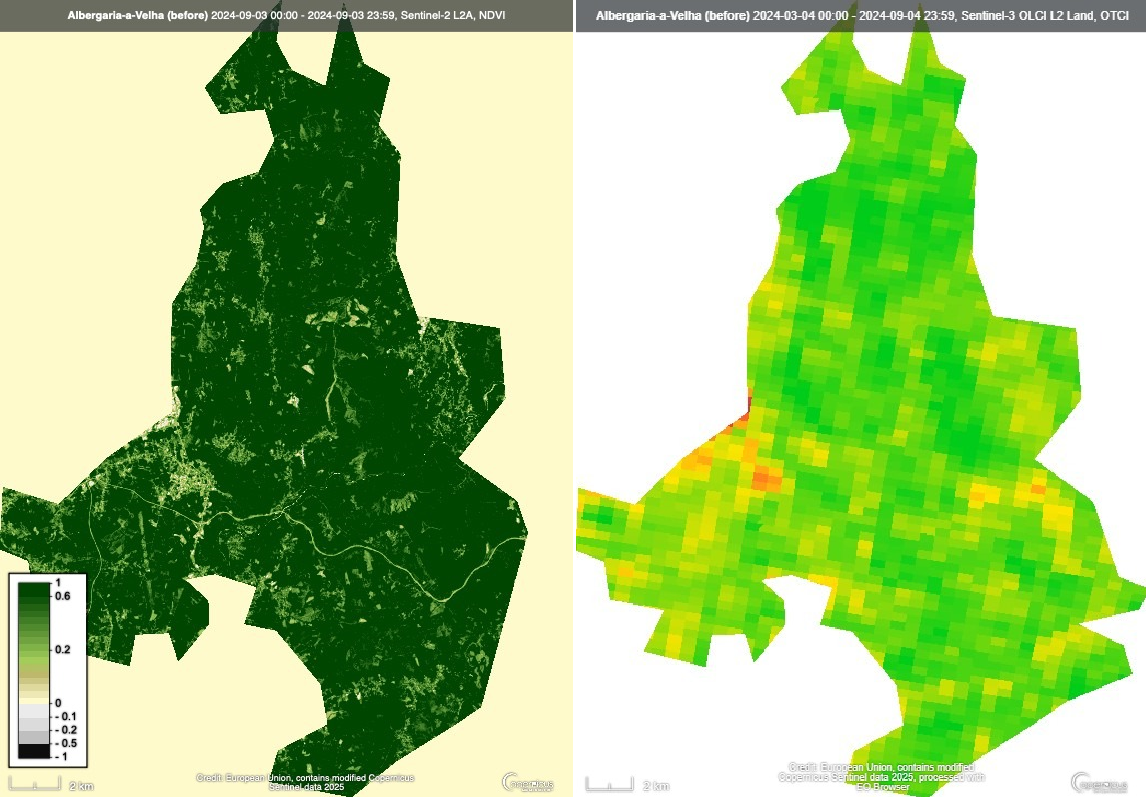 Albergaria-a-Velha (before) 2024-09-03 00:00 - 2024-09-03 23:59, Sentinel-2 L2A, NDVI
Albergaria-a-Velha (before) 2024-03-04 00:00 - 2024-09-04 23:59, Sentinel-3 OLCI L2 Land, OTCI
1
0.6
0.2
0
- 0.1
- 0.2
- 0.5
- 1
2 km
Credit: European Union, contains modified Copernicus
Sentinel data 2025
2 km
Credit: European Union, contains modified
Copernicus Sentinel data 2025, processed with
EO Browser